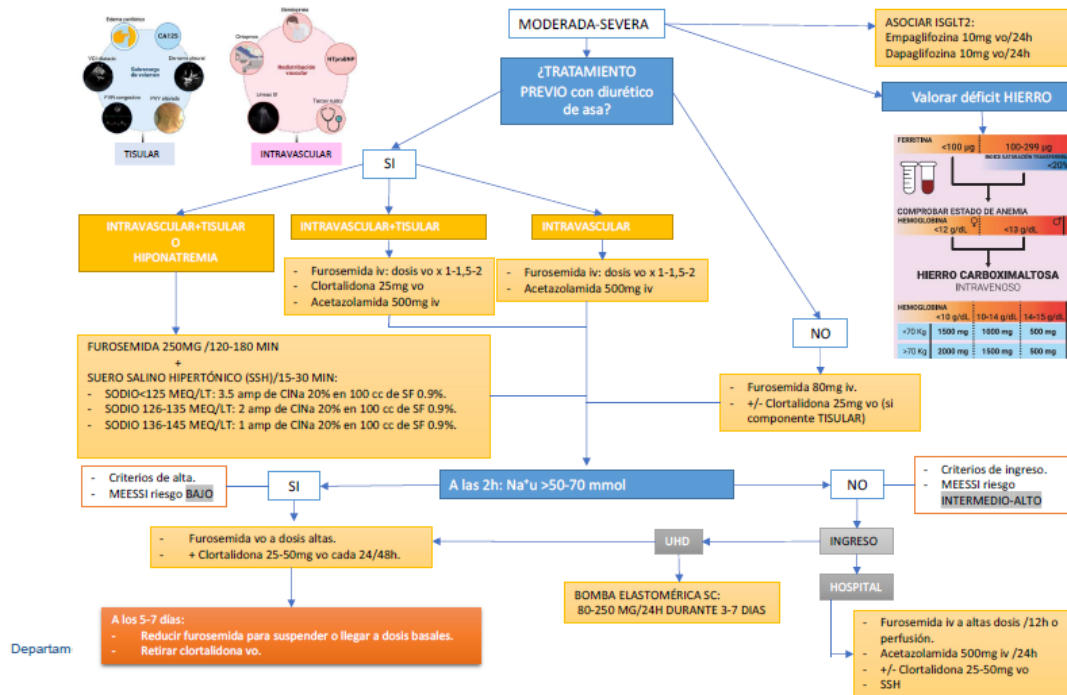 MODERADA-SEVERA
ASOCIAR ISGLT2:
Empaglifozina 10mg vo/24h
Dapaglifozina 10mg vo/24h
Edema periférico
CA125
Sobrecarga
de volumen
Derrame pleural
TISULAR
Ortopnea
NTproBNP
Redistribución
vascular
Líneas B
Tercer ruido
INTRAVASCULAR
¿TRATAMIENTO
PREVIO con diurético
de asa?
Valorar déficit HIERRO
FERRITINA
<100 µg
100-299 µg
ÍNDICE SATURACIÓN TRANSFERRINA
<20%
COMPROBAR ESTADO DE ANEMIA
HEMOGLOBINA
<12 g/dL ♀
<13 g/dL ♂
HIERRO CARBOXIMALTOSA
INTRAVENOSO
HEMOGLOBINA
<10 g/dL 10-14 g/dL 14-15 g/dL
<70 Kg 1500 mg 1000 mg 500 mg
>70 Kg 2000 mg 1500 mg 500 mg
SI
INTRAVASCULAR+TISULAR
O
HIPONATREMIA
INTRAVASCULAR+TISULAR
INTRAVASCULAR
- Furosemida iv: dosis vo x 1-1,5-2
- Clortalidona 25mg vo
- Acetazolamida 500mg iv
- Furosemida iv: dosis vo x 1-1,5-2
- Acetazolamida 500mg iv
NO
FUROSEMIDA 250MG /120-180 MIN
+
SUERO SALINO HIPERTÓNICO (SSH)/15-30 MIN:
- SODIO<125 MEQ/LT: 3.5 amp de ClNa 20% en 100 cc de SF 0.9%.
- SODIO 126-135 MEQ/LT: 2 amp de ClNa 20% en 100 cc de SF 0.9%.
- SODIO 136-145 MEQ/LT: 1 amp de ClNa 20% en 100 cc de SF 0.9%.
- Furosemida 80mg iv.
- +/- Clortalidona 25mg vo (si
componente TISULAR)
- Criterios de alta.
- MEESSI riesgo BAJO
SI
A las 2h: Na⁺u >50-70 mmol
NO
- Criterios de ingreso.
- MEESSI riesgo
INTERMEDIO-ALTO
- Furosemida vo a dosis altas.
- + Clortalidona 25-50mg vo cada 24/48h.
UHD
INGRESO
HOSPITAL
BOMBA ELASTOMÉRICA SC:
80-250 MG/24H DURANTE 3-7 DIAS
A los 5-7 días:
- Reducir furosemida para suspender o llegar a dosis basales.
- Retirar clortalidona vo.
- Furosemida iv a altas dosis /12h o
perfusión.
- Acetazolamida 500mg iv /24h
- +/- Clortalidona 25-50mg vo
- SSH
Departam